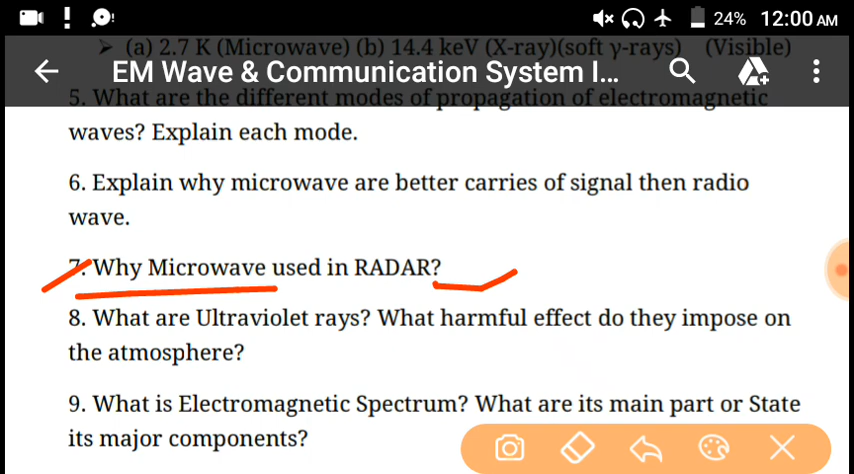 24% 12:00 AM
➤ (a) 2.7 K (Microwave) (b) 14.4 keV (X-ray)(soft γ-rays) (Visible)
EM Wave & Communication System I...
5. What are the different modes of propagation of electromagnetic
waves? Explain each mode.
6. Explain why microwave are better carries of signal then radio
wave.
7. Why Microwave used in RADAR?
8. What are Ultraviolet rays? What harmful effect do they impose on
the atmosphere?
9. What is Electromagnetic Spectrum? What are its main part or State
its major components?